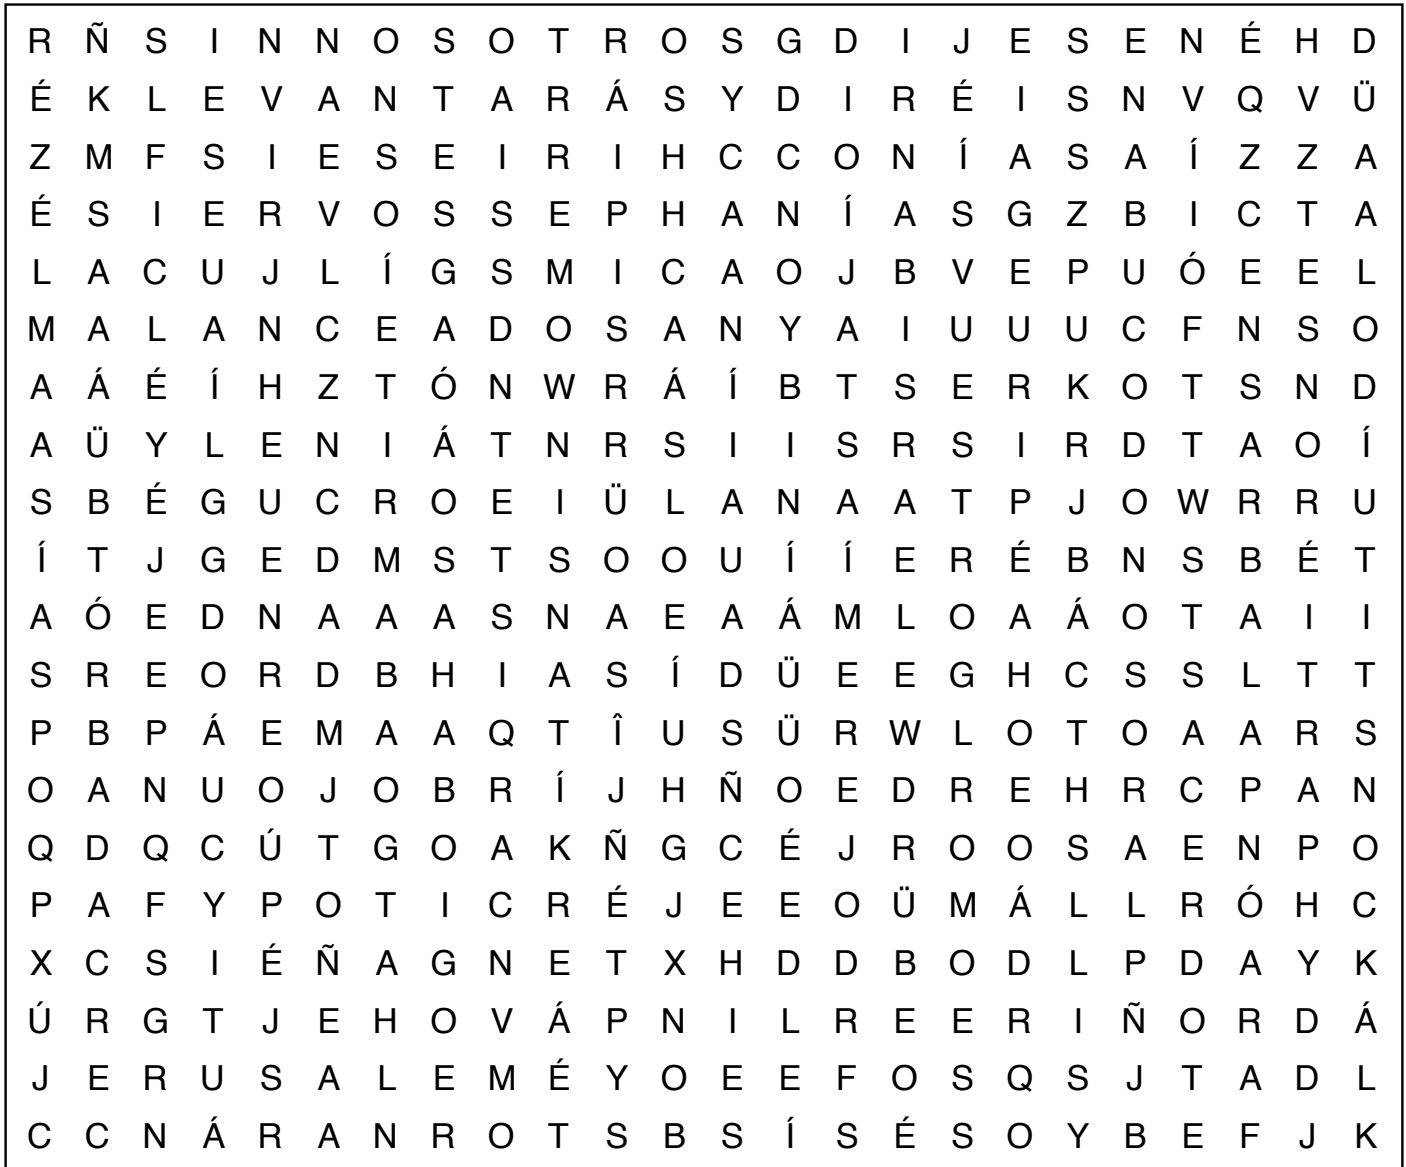 R Ñ S I N N O S O T R O S G D I J E S E N É H D
É K L E V A N T A R Á S Y D I R É I S N V Q V Ü
Z M F S I E S E I R I H C C O N Í A S A Í Z Z A
É S I E R V O S S E P H A N Í A S G Z B I C T A
L A C U J L Í G S M I C A O J B V E P U Ó E E L
M A L A N C E A D O S A N Y A I U U U C F N S O
A Á É Í H Z T Ó N W R Á Í B T S E R K O T S N D
A Ü Y L E N I Á T N R S I I S R S I R D T A O Í
S B É G U C R O E I Ü L A N A A T P J O W R R U
Í T J G E D M S T S O O U Í Í E R É B N S B É T
A Ó E D N A A A S N A E A Á M L O A Á O T A I I
S R E O R D B H I A S Í D Ü E E G H C S S L T T
P B P Á E M A A Q T Î U S Ü R W L O T O A A R S
O A N U O J O B R Í J H Ñ O E D R E H R C P A N
Q D Q C Ú T G O A K Ñ G C É J R O O S A E N P O
P A F Y P O T I C R É J E E O Ü M Á L L R Ó H C
X C S I É Ñ A G N E T X H D D B O D L P D A Y K
Ú R G T J E H O V Á P N I L R E E R I Ñ O R D Á
J E R U S A L E M É Y O E E F O S Q S J T A D L
C C N Á R A N R O T S B S Í S É S O Y B E F J K